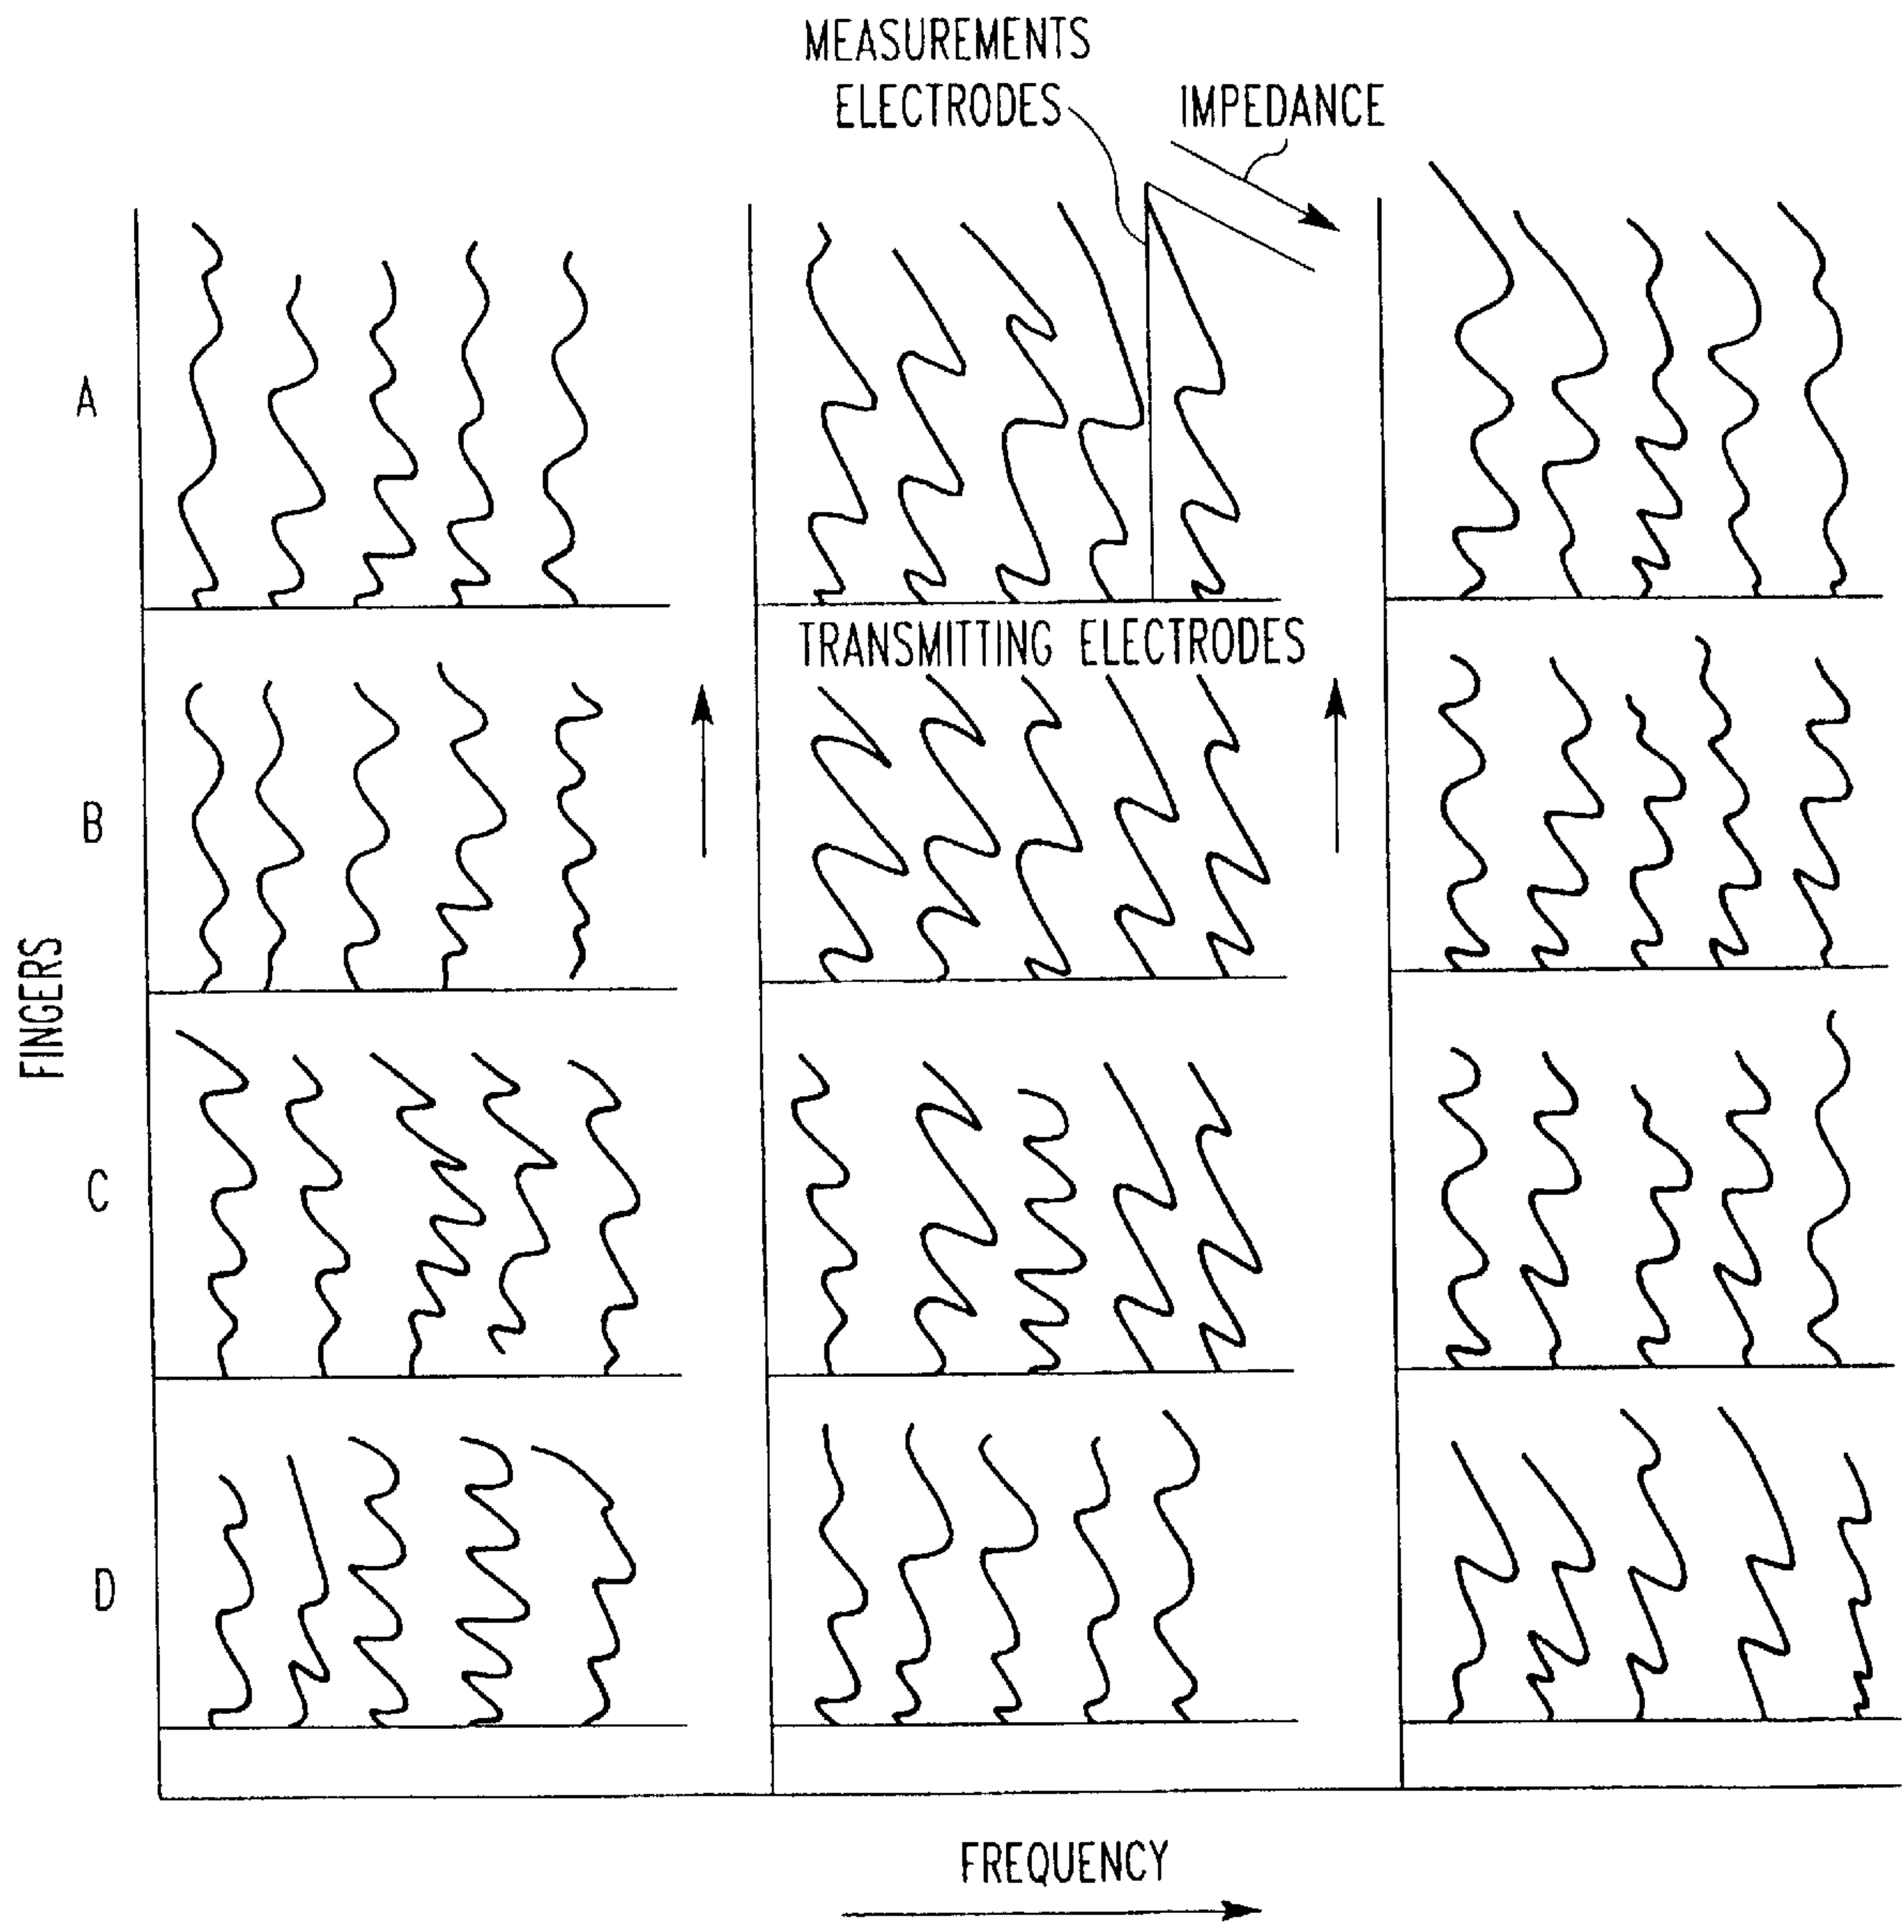 MEASUREMENTS
ELECTRODES
IMPEDANCE
A
TRANSMITTING ELECTRODES
B
FINGERS
C
D
FREQUENCY